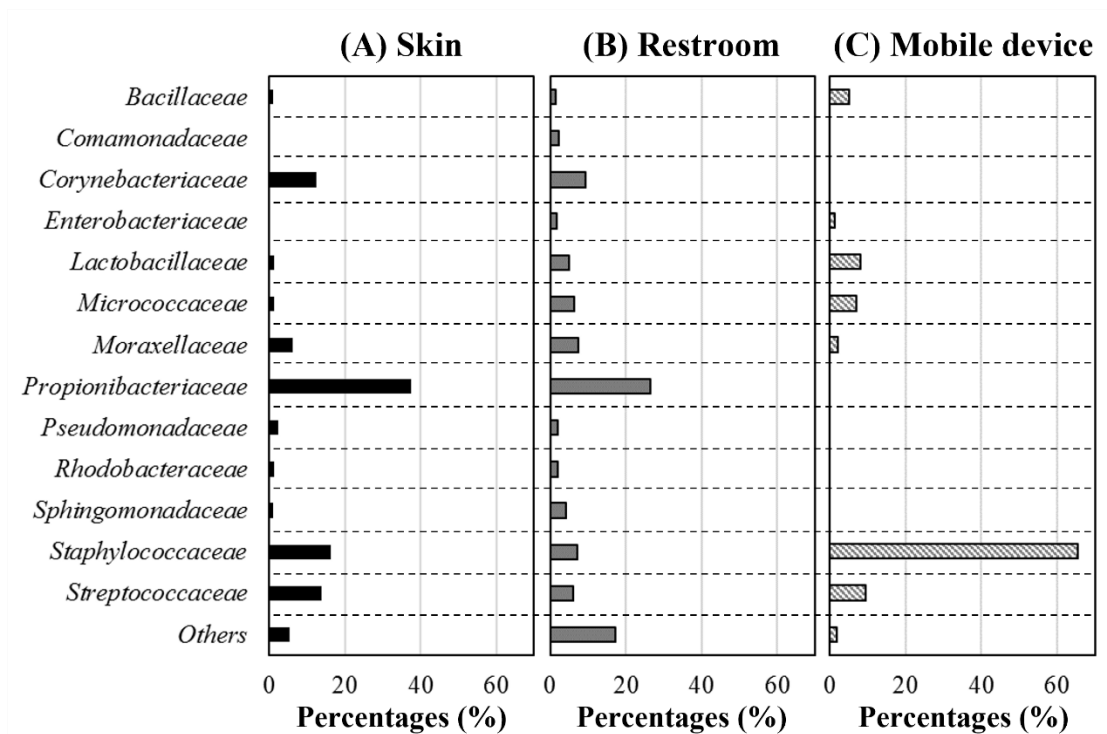 (A) Skin (B) Restroom (C) Mobile device
Bacillaceae
Comamonadaceae
Corynebacteriaceae
Enterobacteriaceae
Lactobacillaceae
Micrococcaceae
Moraxellaceae
Propionibacteriaceae
Pseudomonadaceae
Rhodobacteraceae
Sphingomonadaceae
Staphylococcaceae
Streptococcaceae
Others
0 20 40 60 0 20 40 60 0 20 40 60
Percentages (%) Percentages (%) Percentages (%)